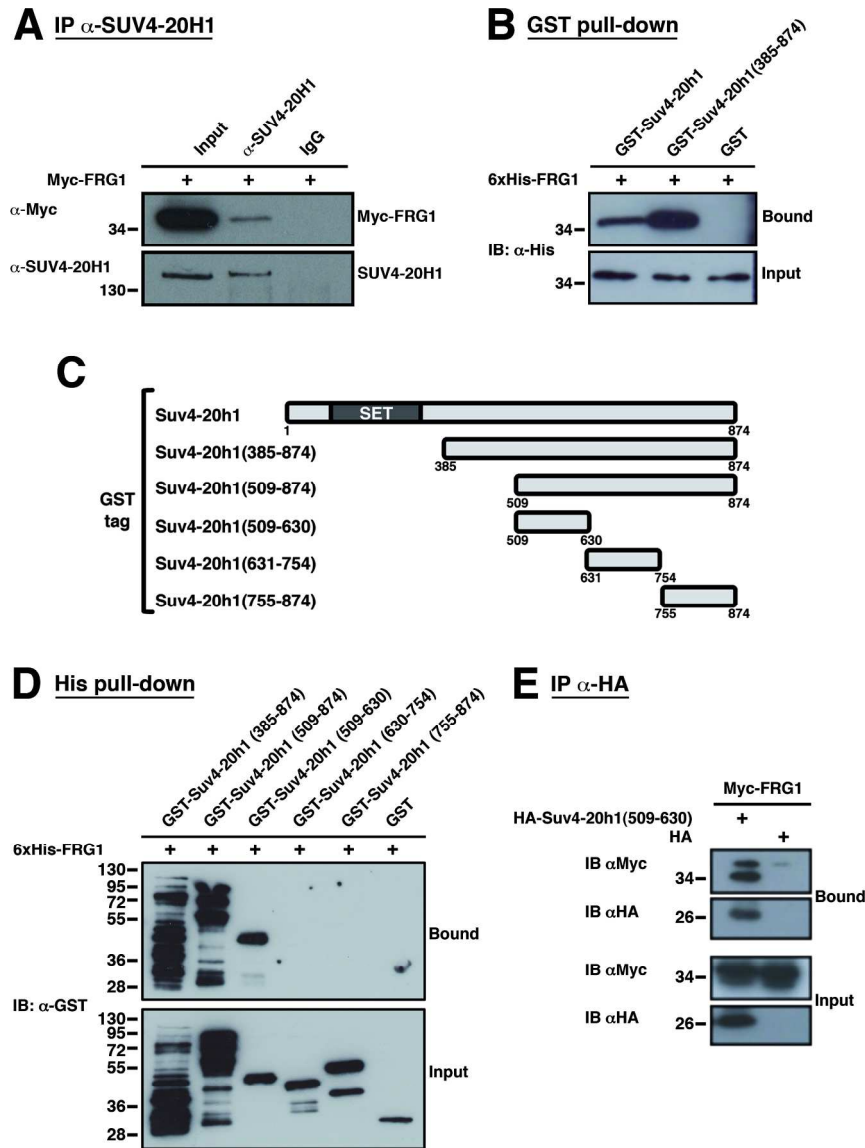 A IP α-SUV4-20H1
Input
α-SUV4-20H1
IgG
Myc-FRG1 + + +
α-Myc
34
Myc-FRG1
α-SUV4-20H1
130
SUV4-20H1
B GST pull-down
GST-Suv4-20h1
GST-Suv4-20h1(385-874)
GST
6xHis-FRG1 + + +
34
Bound
IB: α-His
34
Input
C
GST tag
Suv4-20h1
SET
1 874
Suv4-20h1(385-874)
385 874
Suv4-20h1(509-874)
509 874
Suv4-20h1(509-630)
509 630
Suv4-20h1(631-754)
631 754
Suv4-20h1(755-874)
755 874
D His pull-down
GST-Suv4-20h1 (385-874)
GST-Suv4-20h1 (509-874)
GST-Suv4-20h1 (509-630)
GST-Suv4-20h1 (630-754)
GST-Suv4-20h1 (755-874)
GST
6xHis-FRG1 + + + + + +
130
95
72
55
36
28
Bound
IB: α-GST
130
95
72
55
36
28
Input
E IP α-HA
Myc-FRG1
HA-Suv4-20h1(509-630) +
HA +
IB αMyc
34
IB αHA
26
Bound
IB αMyc
34
IB αHA
26
Input